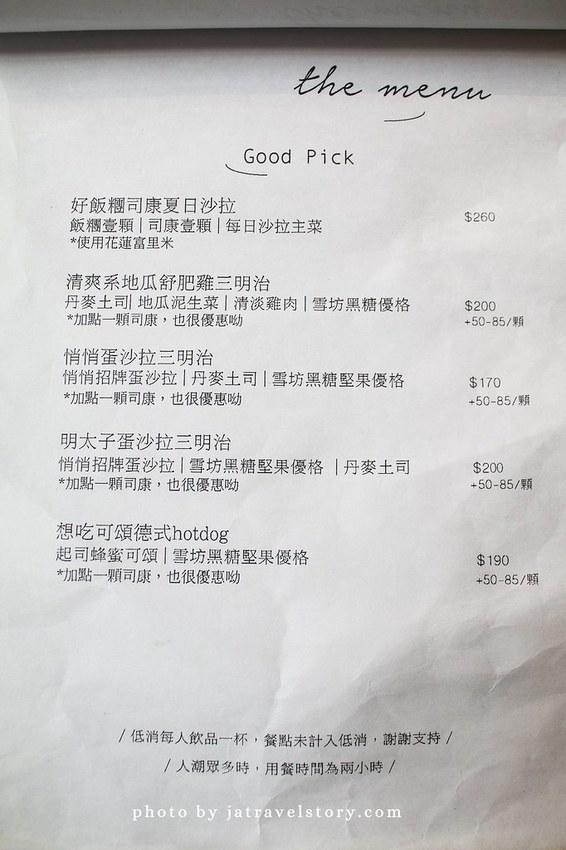 the menu
Good Pick
好飯糰司康夏日沙拉
飯糰壹顆 | 司康壹顆 | 每日沙拉主菜 $260
*使用花蓮富里米
清爽系地瓜舒肥雞三明治
丹麥土司| 地瓜泥生菜 | 清淡雞肉 | 雪坊黑糖優格 $200
*加點一顆司康，也很優惠呦 +50-85/顆
悄悄蛋沙拉三明治
悄悄招牌蛋沙拉 | 丹麥土司 | 雪坊黑糖堅果優格 $170
*加點一顆司康，也很優惠呦 +50-85/顆
明太子蛋沙拉三明治
悄悄招牌蛋沙拉 | 雪坊黑糖堅果優格 | 丹麥土司 $200
*加點一顆司康，也很優惠呦 +50-85/顆
想吃可頌德式hotdog
起司蜂蜜可頌 | 雪坊黑糖堅果優格 $190
*加點一顆司康，也很優惠呦 +50-85/顆
/ 低消每人飲品一杯，餐點未計入低消，謝謝支持 /
/ 人潮眾多時，用餐時間為兩小時 /
photo by jatravelstory.com